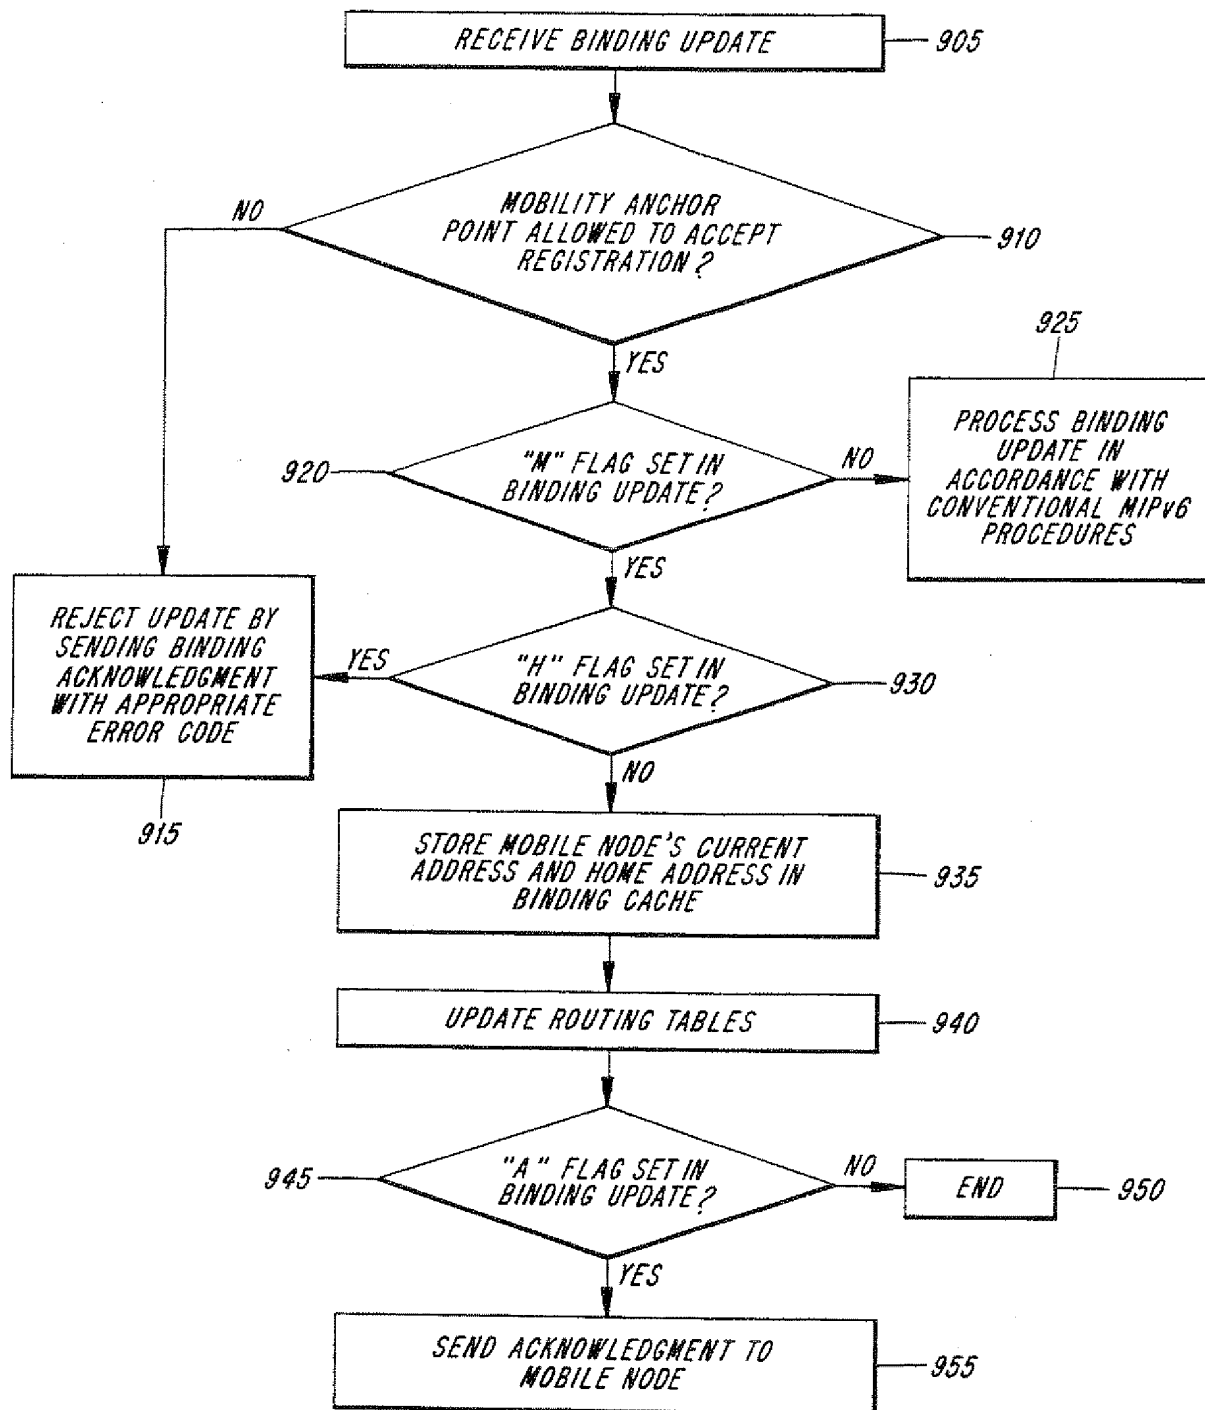 RECEIVE BINDING UPDATE
905
MOBILITY ANCHOR
POINT ALLOWED TO ACCEPT
REGISTRATION?
910
NO
YES
925
PROCESS BINDING
UPDATE IN
ACCORDANCE WITH
CONVENTIONAL MIPv6
PROCEDURES
920
"M" FLAG SET IN
BINDING UPDATE?
NO
YES
REJECT UPDATE BY
SENDING BINDING
ACKNOWLEDGMENT
WITH APPROPRIATE
ERROR CODE
915
YES
"H" FLAG SET IN
BINDING UPDATE?
930
NO
STORE MOBILE NODE'S CURRENT
ADDRESS AND HOME ADDRESS IN
BINDING CACHE
935
UPDATE ROUTING TABLES
940
945
"A" FLAG SET IN
BINDING UPDATE?
NO
END
950
YES
SEND ACKNOWLEDGMENT TO
MOBILE NODE
955